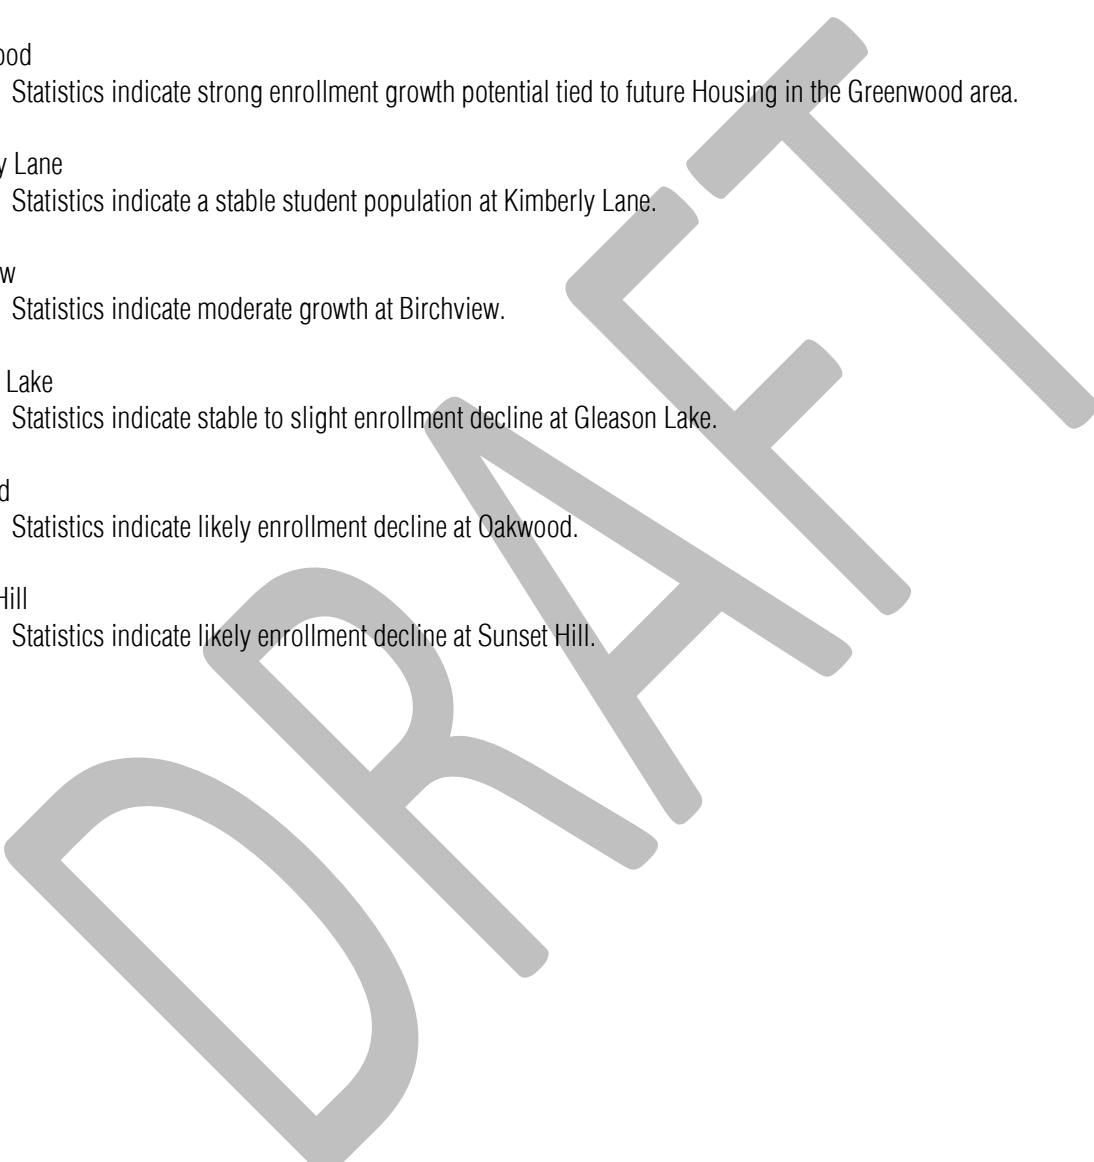 ood
Statistics indicate strong enrollment growth potential tied to future Housing in the Greenwood area.
y Lane
Statistics indicate a stable student population at Kimberly Lane.
w
Statistics indicate moderate growth at Birchview.
Lake
Statistics indicate stable to slight enrollment decline at Gleason Lake.
d
Statistics indicate likely enrollment decline at Oakwood.
Hill
Statistics indicate likely enrollment decline at Sunset Hill.
DRAFT